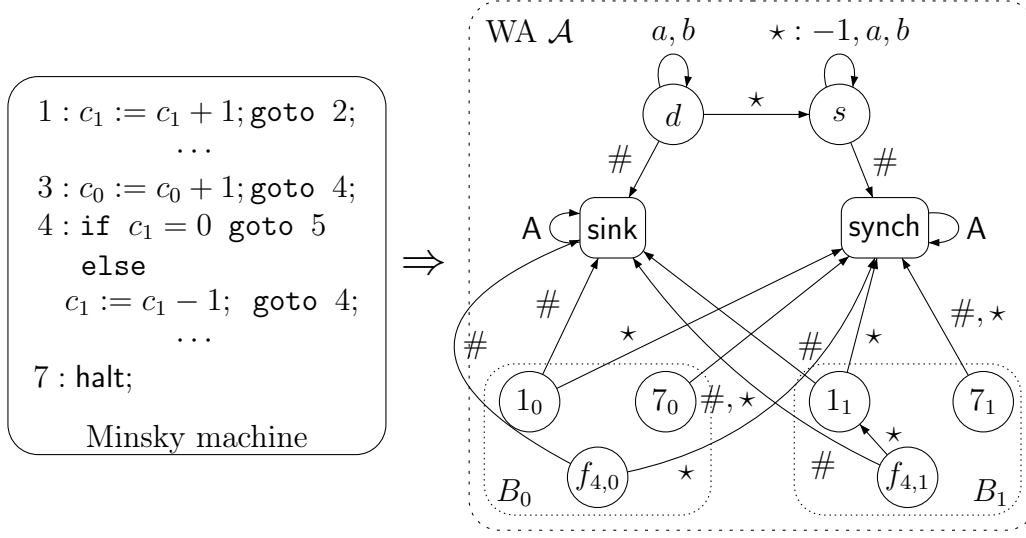 1 : c₁ := c₁ + 1; goto 2;
⋯
3 : c₀ := c₀ + 1; goto 4;
4 : if c₁ = 0 goto 5
else
c₁ := c₁ − 1; goto 4;
⋯
7 : halt;
Minsky machine
⇒
WA 𝒜
a, b
⋆ : −1, a, b
d
⋆
s
#
#
A
sink
synch
A
#
⋆
#
#
⋆
#, ⋆
1₀
7₀
#, ⋆
1₁
7₁
⋆
f₄,₀
⋆
#
f₄,₁
B₀
B₁